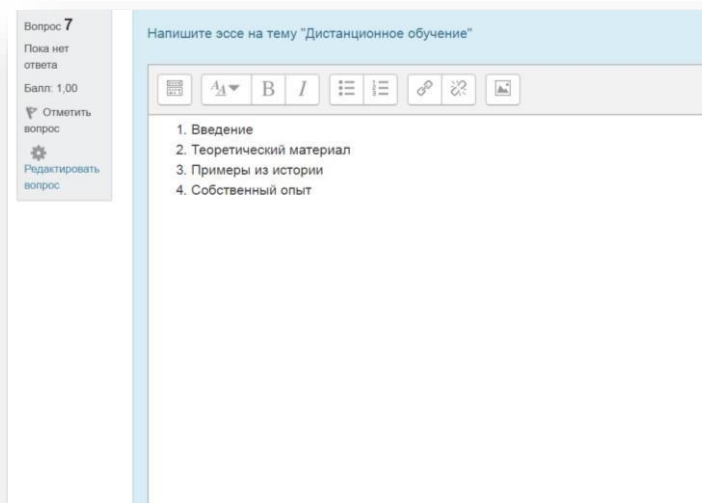 Вопрос 7
Пока нет
ответа
Балл: 1,00
Отметить
вопрос
Редактировать
вопрос
Напишите эссе на тему "Дистанционное обучение"
B I
1. Введение
2. Теоретический материал
3. Примеры из истории
4. Собственный опыт